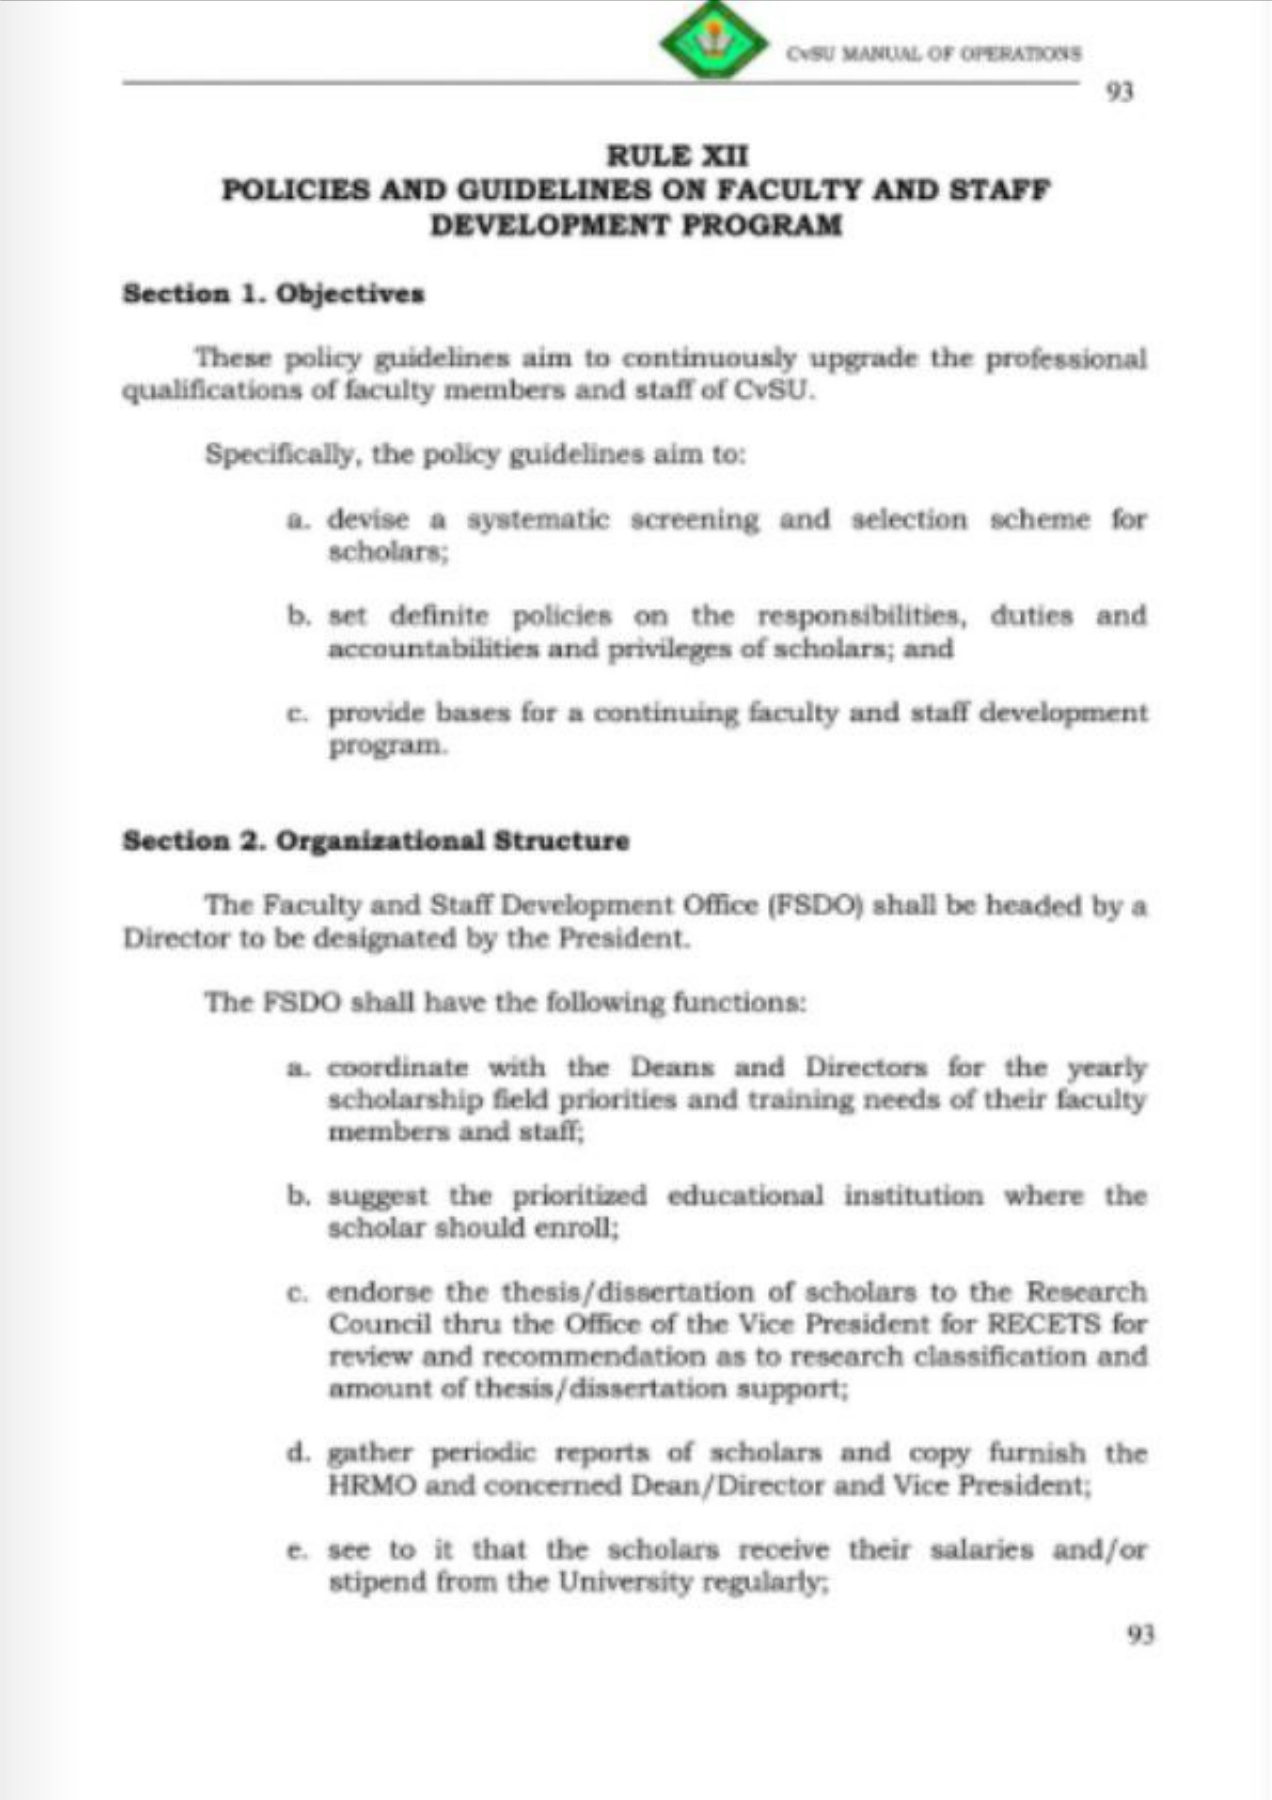 CvSU MANUAL OF OPERATIONS
93
RULE XII
POLICIES AND GUIDELINES ON FACULTY AND STAFF
DEVELOPMENT PROGRAM
Section 1. Objectives
These policy guidelines aim to continuously upgrade the professional
qualifications of faculty members and staff of CvSU.
Specifically, the policy guidelines aim to:
a. devise a systematic screening and selection scheme for
scholars;
b. set definite policies on the responsibilities, duties and
accountabilities and privileges of scholars; and
c. provide bases for a continuing faculty and staff development
program.
Section 2. Organizational Structure
The Faculty and Staff Development Office (FSDO) shall be headed by a
Director to be designated by the President.
The FSDO shall have the following functions:
a. coordinate with the Deans and Directors for the yearly
scholarship field priorities and training needs of their faculty
members and staff;
b. suggest the prioritized educational institution where the
scholar should enroll;
c. endorse the thesis/dissertation of scholars to the Research
Council thru the Office of the Vice President for RECETS for
review and recommendation as to research classification and
amount of thesis/dissertation support;
d. gather periodic reports of scholars and copy furnish the
HRMO and concerned Dean/Director and Vice President;
e. see to it that the scholars receive their salaries and/or
stipend from the University regularly;
93